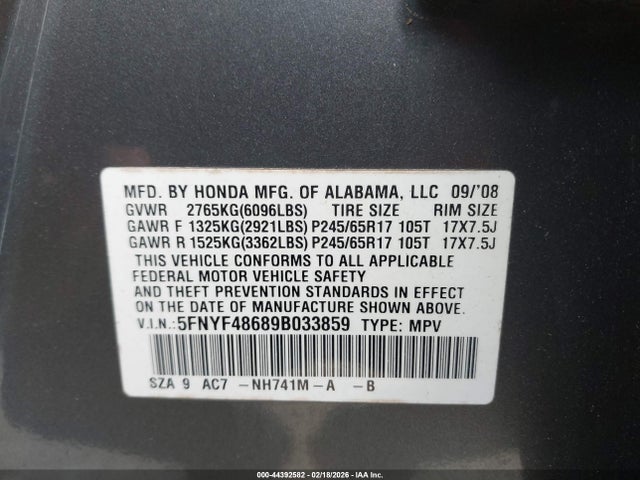 MFD. BY HONDA MFG. OF ALABAMA, LLC 09/'08
GVWR 2765KG(6096LBS) TIRE SIZE RIM SIZE
GAWR F 1325KG(2921LBS) P245/65R17 105T 17X7.5J
GAWR R 1525KG(3362LBS) P245/65R17 105T 17X7.5J
THIS VEHICLE CONFORMS TO ALL APPLICABLE
FEDERAL MOTOR VEHICLE SAFETY
AND THEFT PREVENTION STANDARDS IN EFFECT
ON THE DATE OF MANUFACTURE SHOWN ABOVE.
V.I.N.: 5FNYF48689B033859 TYPE: MPV
SZA 9 AC7 -NH741M-A -B
000-44392582 - 02/18/2026 - IAA Inc.